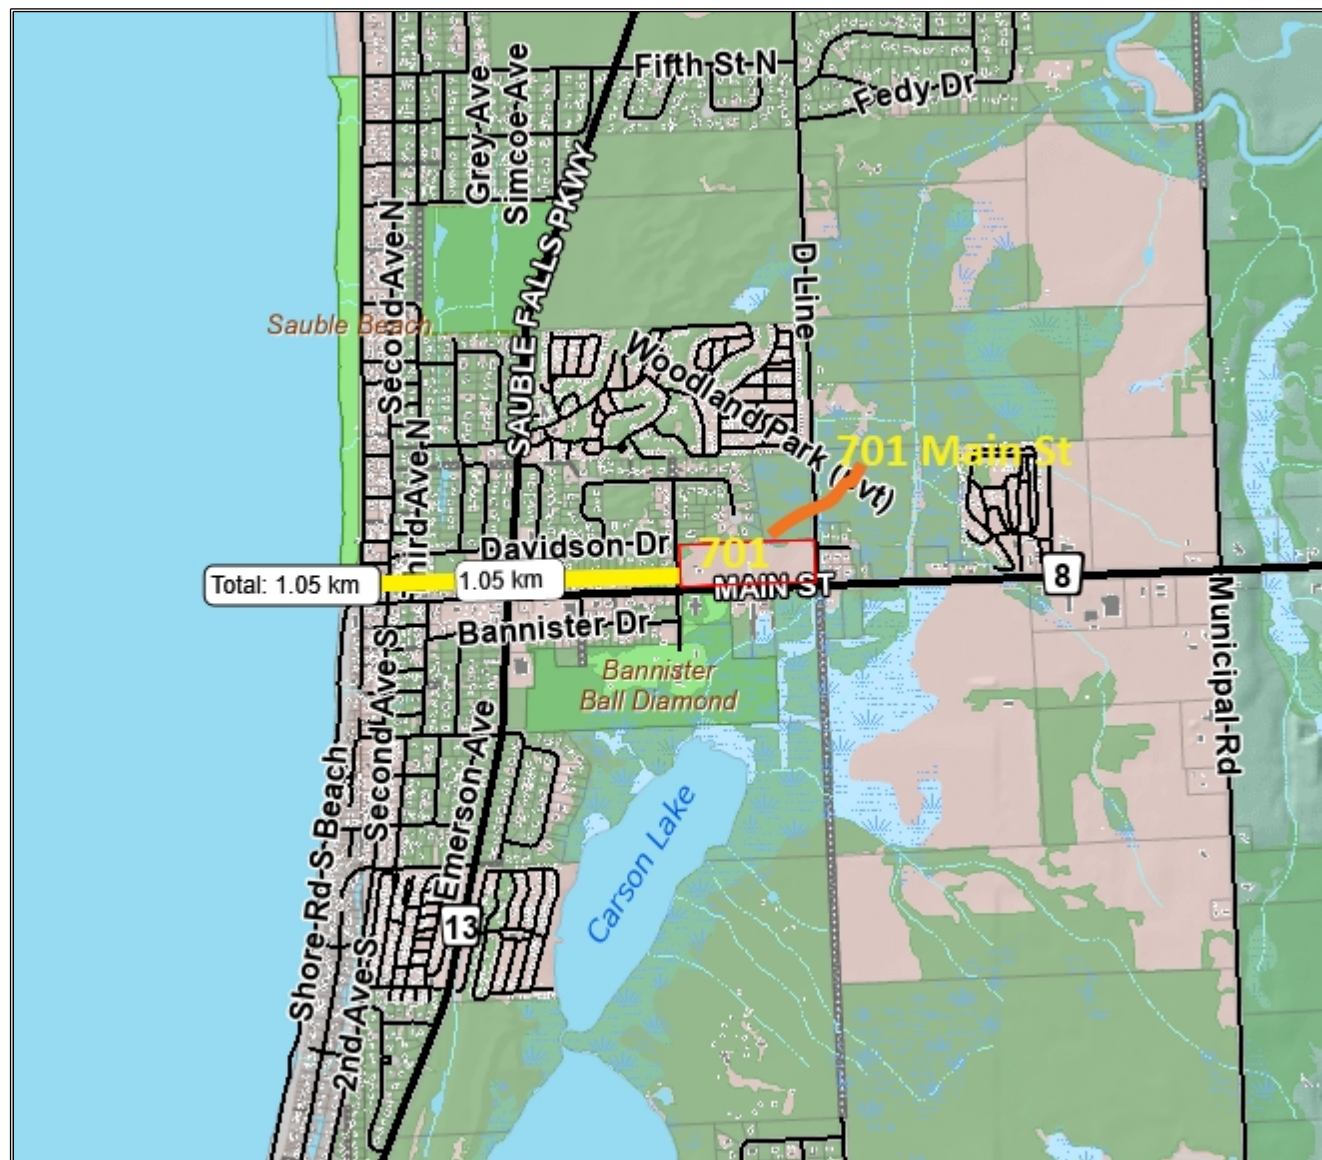 Fifth St N
Fedy Dr
Grey Ave
Simcoe Ave
SAUBLE FALLS PKWY
Second Ave N
D Line
Sauble Beach
Woodland Park (pvt)
701 Main St
Third Ave N
Davidson Dr
701
Total: 1.05 km
1.05 km
MAIN ST
8
Bannister Dr
Municipal Rd
Bannister
Ball Diamond
Second Ave S
Emerson Ave
Shore Rd S Beach
Carson Lake
13
2nd Ave S